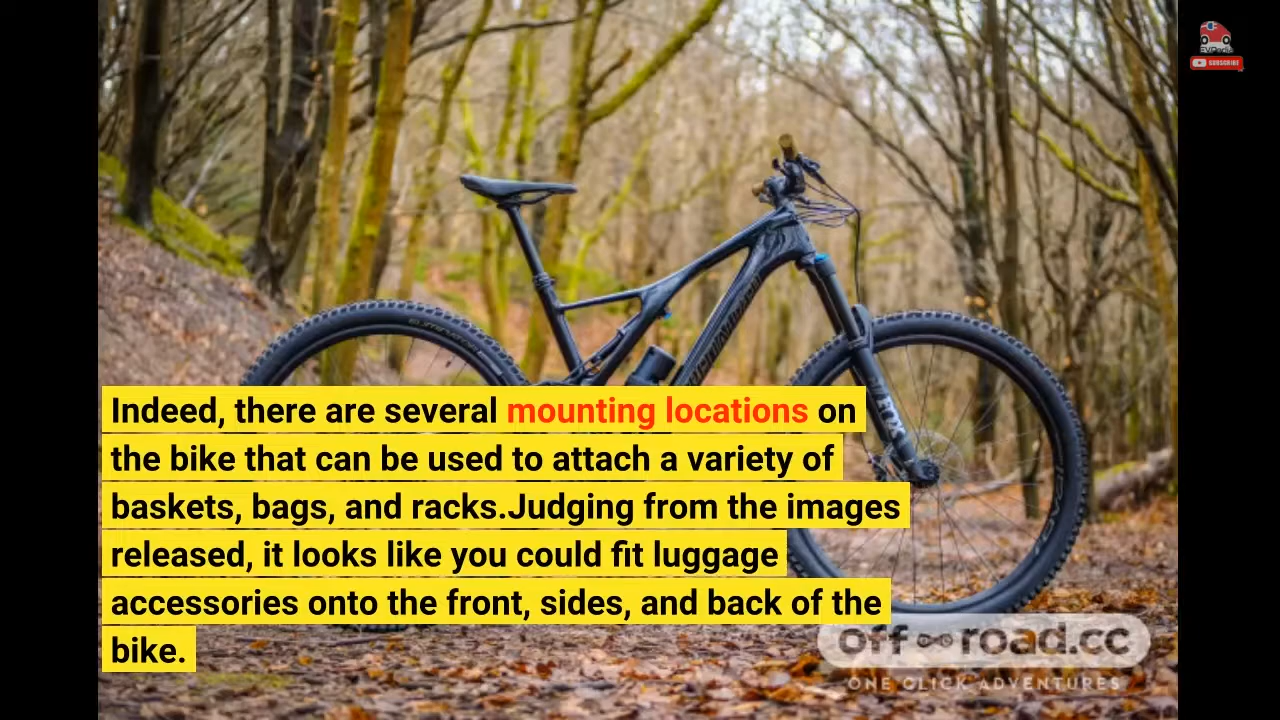 SUBSCRIBE
Indeed, there are several mounting locations on
the bike that can be used to attach a variety of
baskets, bags, and racks.Judging from the images
released, it looks like you could fit luggage
accessories onto the front, sides, and back of the
bike.
off road.cc
ONE CLICK ADVENTURES